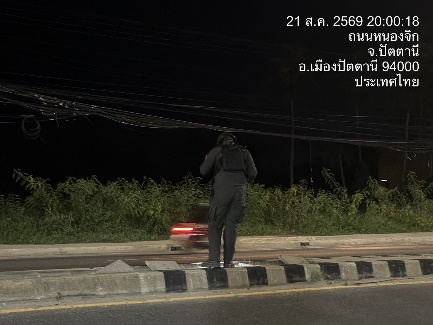 21 ส.ค. 2569 20:00:18
ถนนหนองจิก
จ.ปัตตานี
อ.เมืองปัตตานี 94000
ประเทศไทย